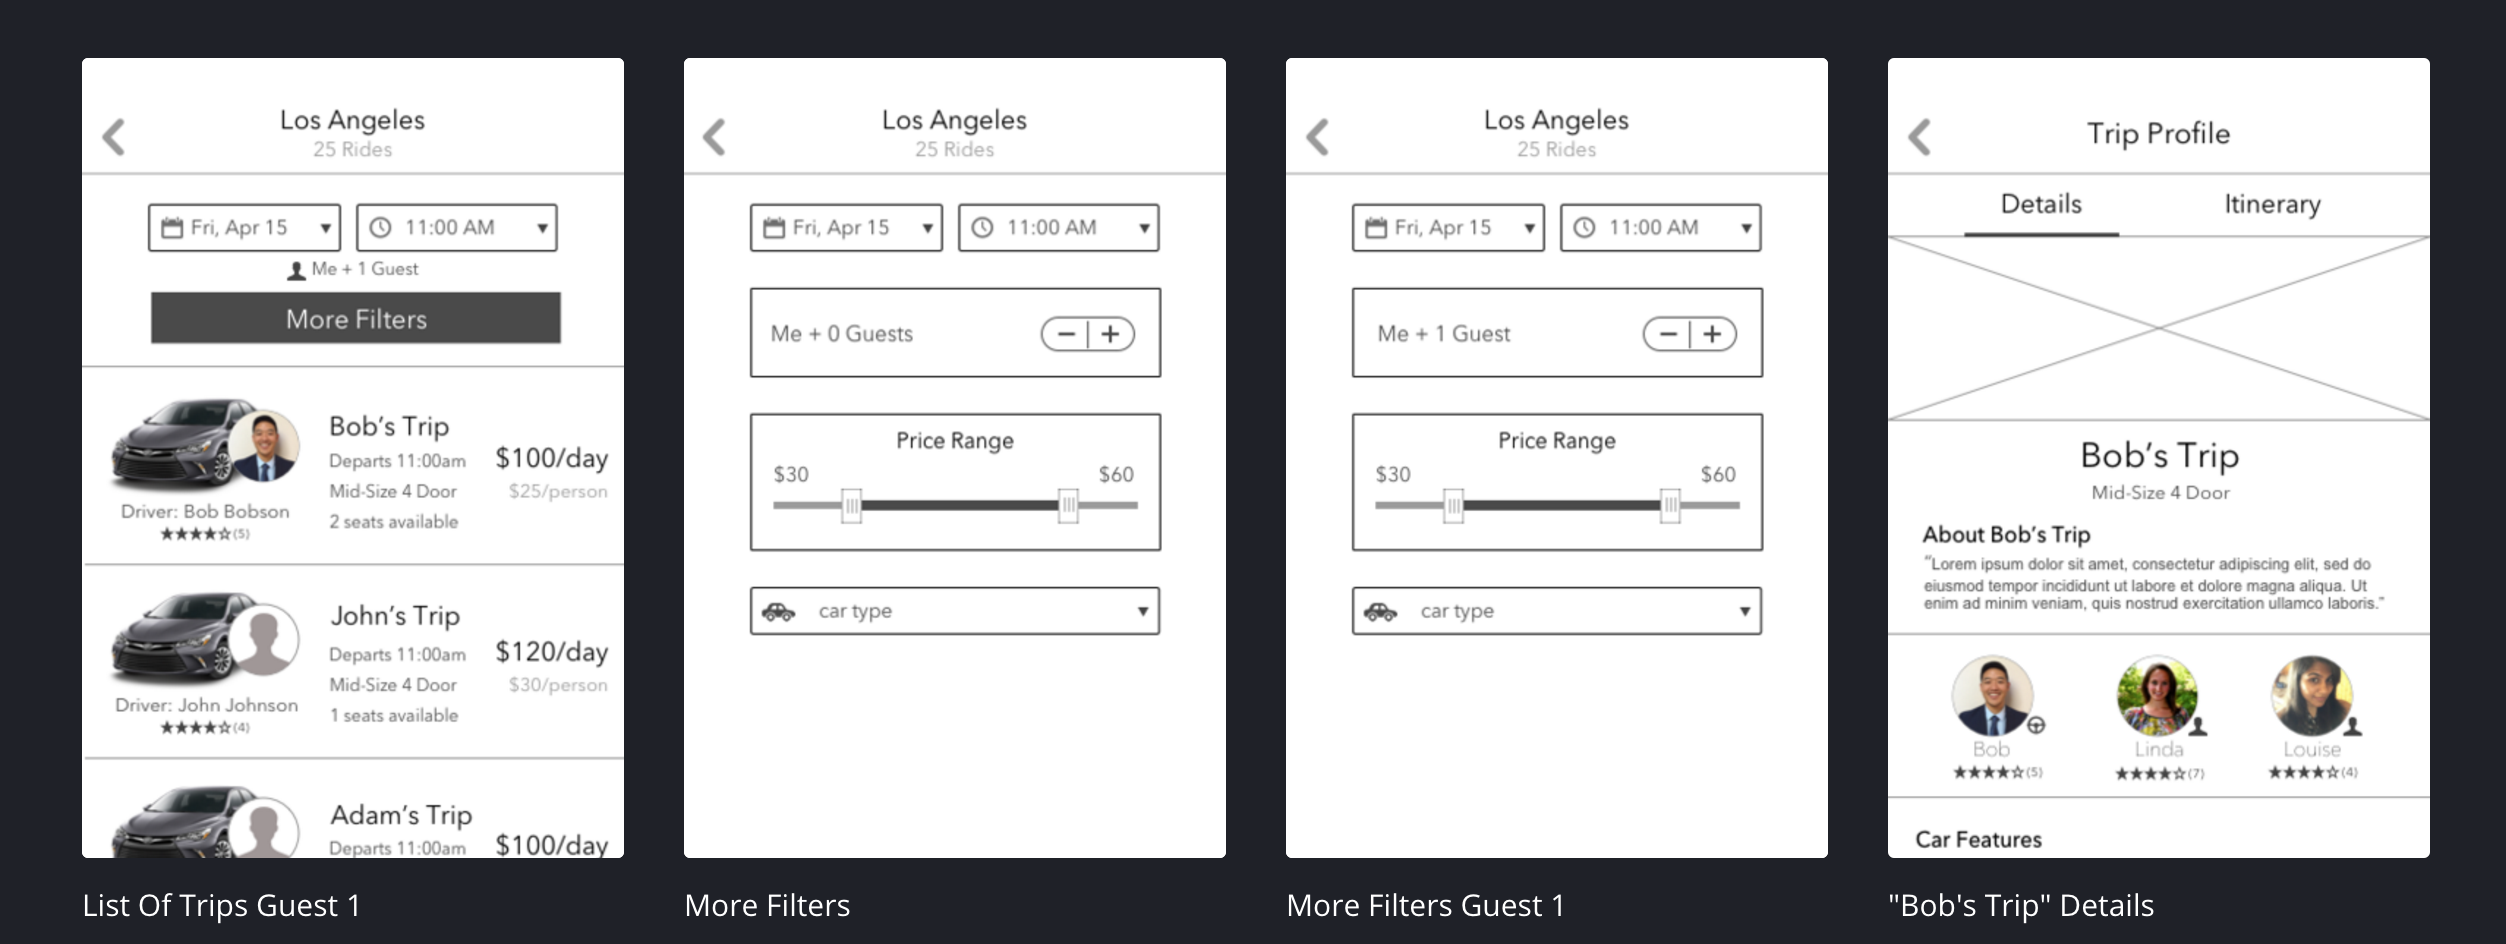 Los Angeles
25 Rides
Fri, Apr 15
11:00 AM
Me + 1 Guest
More Filters
Bob's Trip
Departs 11:00am
$100/day
Mid-Size 4 Door
$25/person
Driver: Bob Bobson
2 seats available
★★★★☆(5)
John's Trip
Departs 11:00am
$120/day
Mid-Size 4 Door
$30/person
Driver: John Johnson
1 seats available
★★★★☆(4)
Adam's Trip
Departs 11:00am
$100/day
List Of Trips Guest 1
Los Angeles
25 Rides
Fri, Apr 15
11:00 AM
Me + 0 Guests
− | +
Price Range
$30
$60
car type
More Filters
Los Angeles
25 Rides
Fri, Apr 15
11:00 AM
Me + 1 Guest
− | +
Price Range
$30
$60
car type
More Filters Guest 1
Trip Profile
Details
Itinerary
Bob's Trip
Mid-Size 4 Door
About Bob's Trip
"Lorem ipsum dolor sit amet, consectetur adipiscing elit, sed do
eiusmod tempor incididunt ut labore et dolore magna aliqua. Ut
enim ad minim veniam, quis nostrud exercitation ullamco laboris."
Bob
Linda
Louise
★★★★☆(5)
★★★★☆(7)
★★★★☆(4)
Car Features
"Bob's Trip" Details